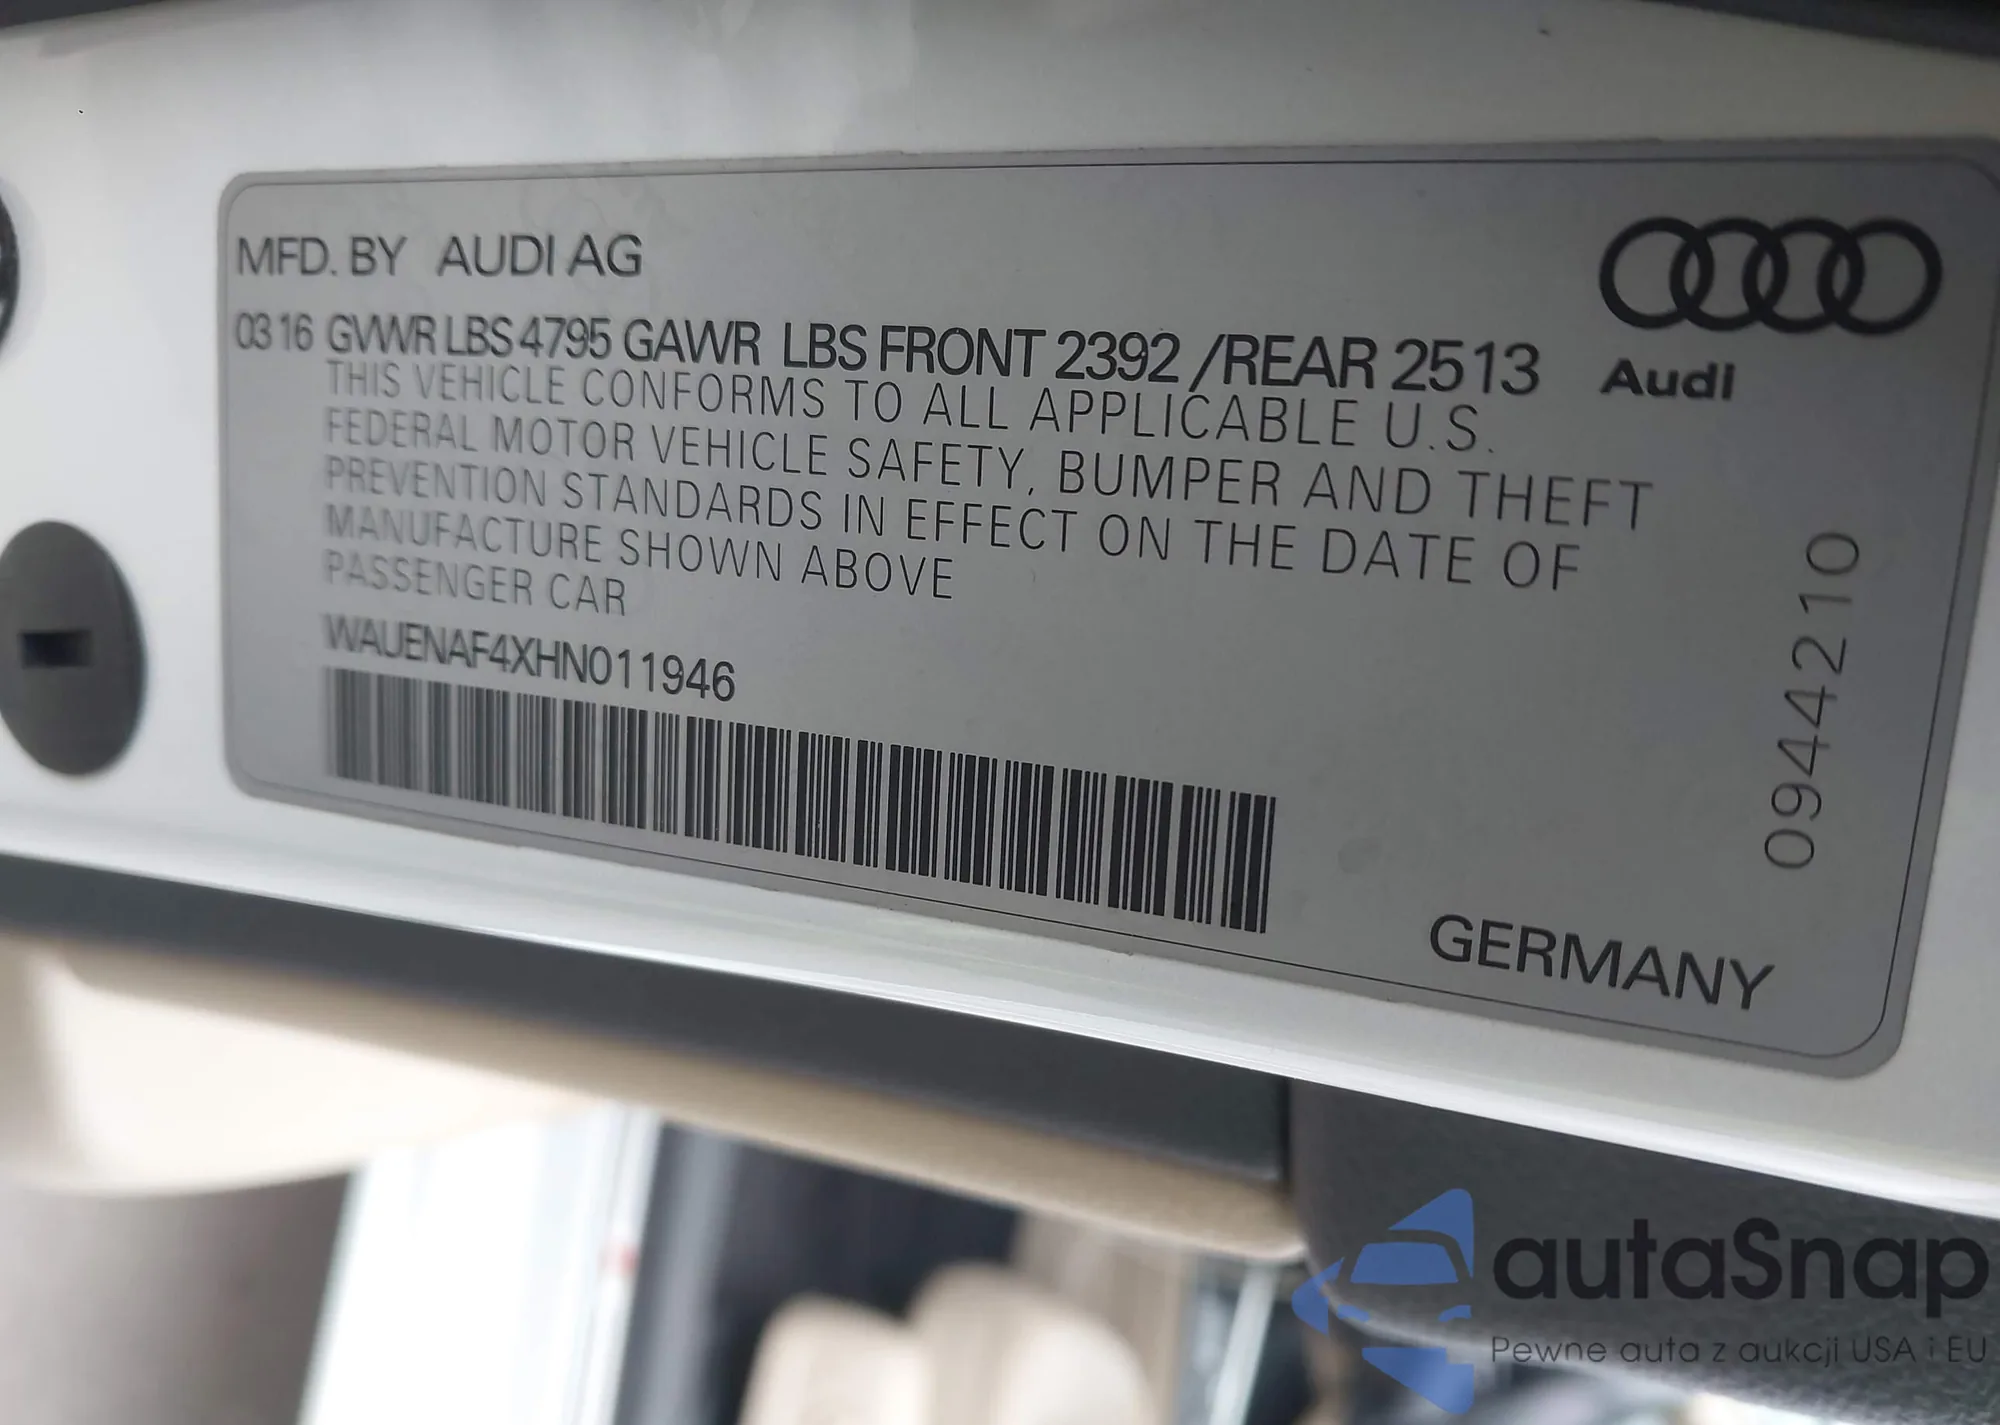 MFD. BY AUDI AG
03 16 GVWR LBS 4795 GAWR LBS FRONT 2392 /REAR 2513
Audi
THIS VEHICLE CONFORMS TO ALL APPLICABLE U.S.
FEDERAL MOTOR VEHICLE SAFETY, BUMPER AND THEFT
PREVENTION STANDARDS IN EFFECT ON THE DATE OF
MANUFACTURE SHOWN ABOVE
PASSENGER CAR
WAUENAF4XHN011946
0944210
GERMANY
autaSnap
Pewne auta z aukcji USA i EU